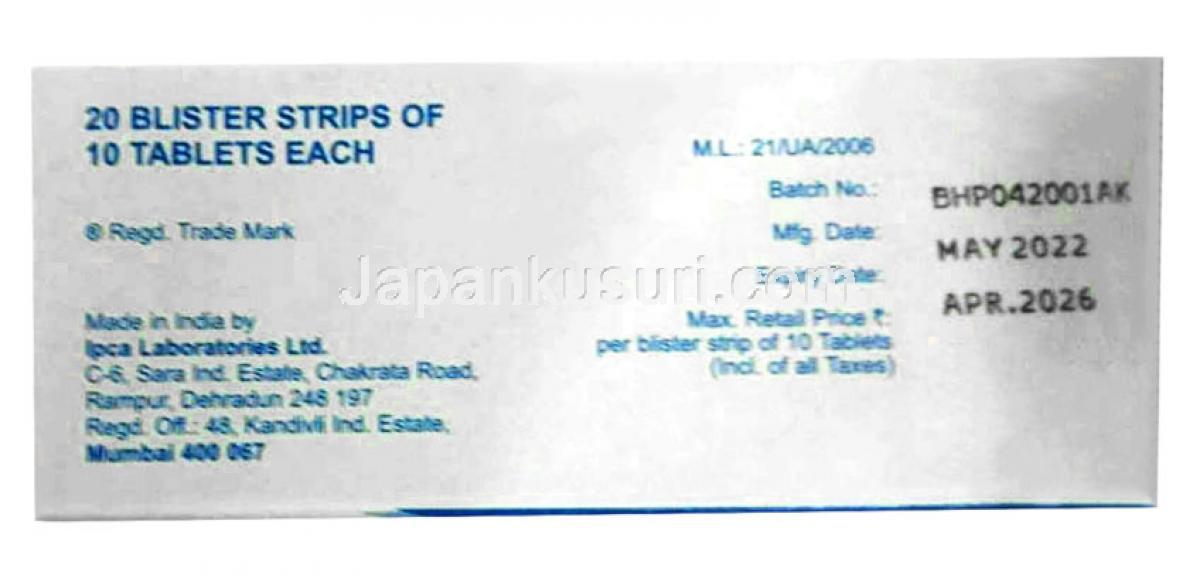 20 BLISTER STRIPS OF
10 TABLETS EACH
® Regd. Trade Mark
Made in India by
Ipca Laboratories Ltd.
C-6, Sara Ind. Estate, Chakrata Road,
Rampur, Dehradun 248 197
Regd. Off.: 48, Kandivli Ind. Estate,
Mumbai 400 067
M.L.: 21/UA/2006
Batch No.: BHP042001AK
Mfg. Date: MAY 2022
Expiry Date: APR.2026
Max. Retail Price ₹:
per blister strip of 10 Tablets
(Incl. of all Taxes)
Japankusuri.com